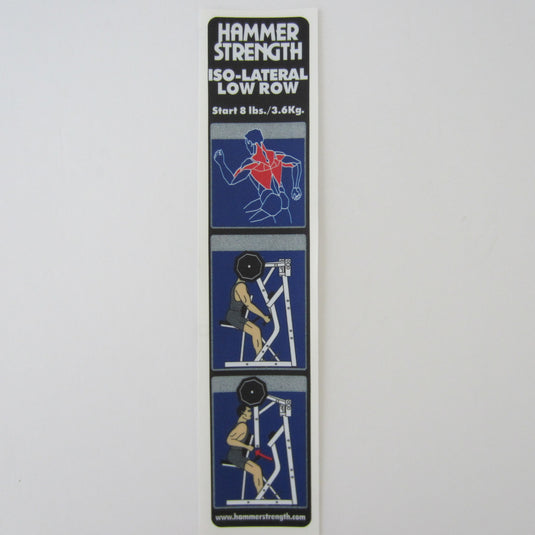 HAMMER
STRENGTH
ISO-LATERAL
LOW ROW
Start 8 lbs./3.6Kg.
www.hammerstrength.com